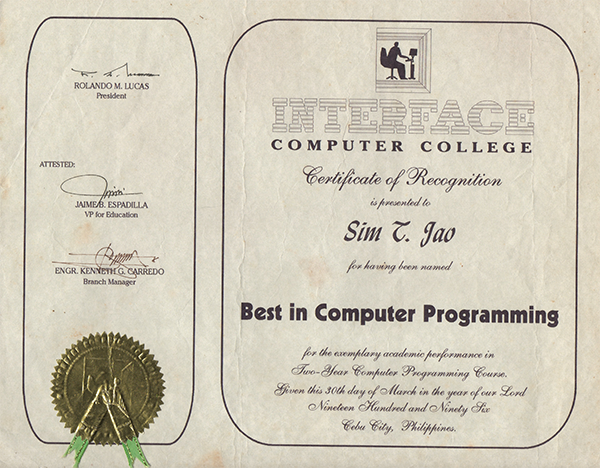 ROLANDO M. LUCAS
President
ATTESTED:
JAIME B. ESPADILLA
VP for Education
ENGR. KENNETH G. CARREDO
Branch Manager
INTERFACE
COMPUTER COLLEGE
Certificate of Recognition
is presented to
Sim T. Jao
for having been named
Best in Computer Programming
for the exemplary academic performance in
Two-Year Computer Programming Course.
Given this 30th day of March in the year of our Lord
Nineteen Hundred and Ninety Six
Cebu City, Philippines.